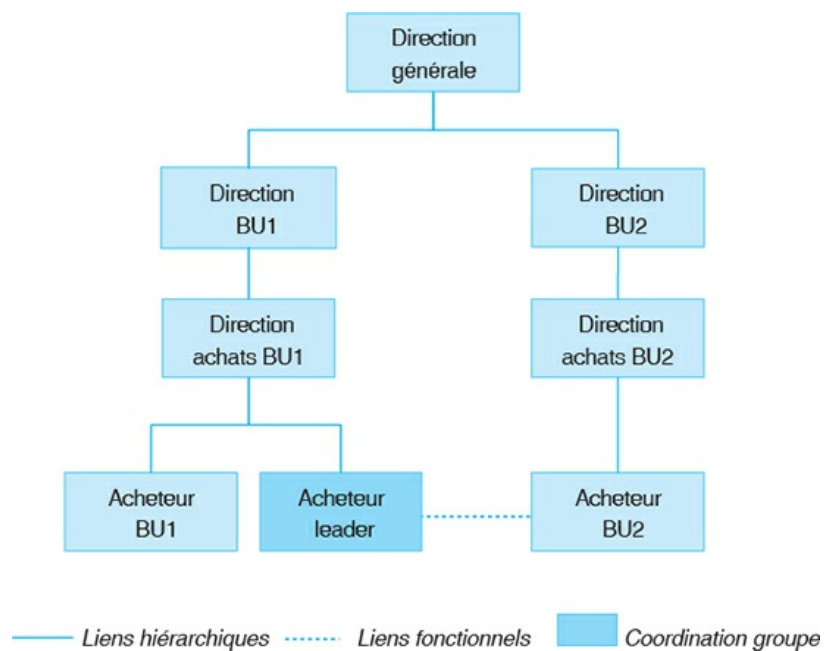 Direction
générale
Direction
BU1
Direction
BU2
Direction
achats BU1
Direction
achats BU2
Acheteur
BU1
Acheteur
leader
Acheteur
BU2
Liens hiérarchiques
Liens fonctionnels
Coordination groupe